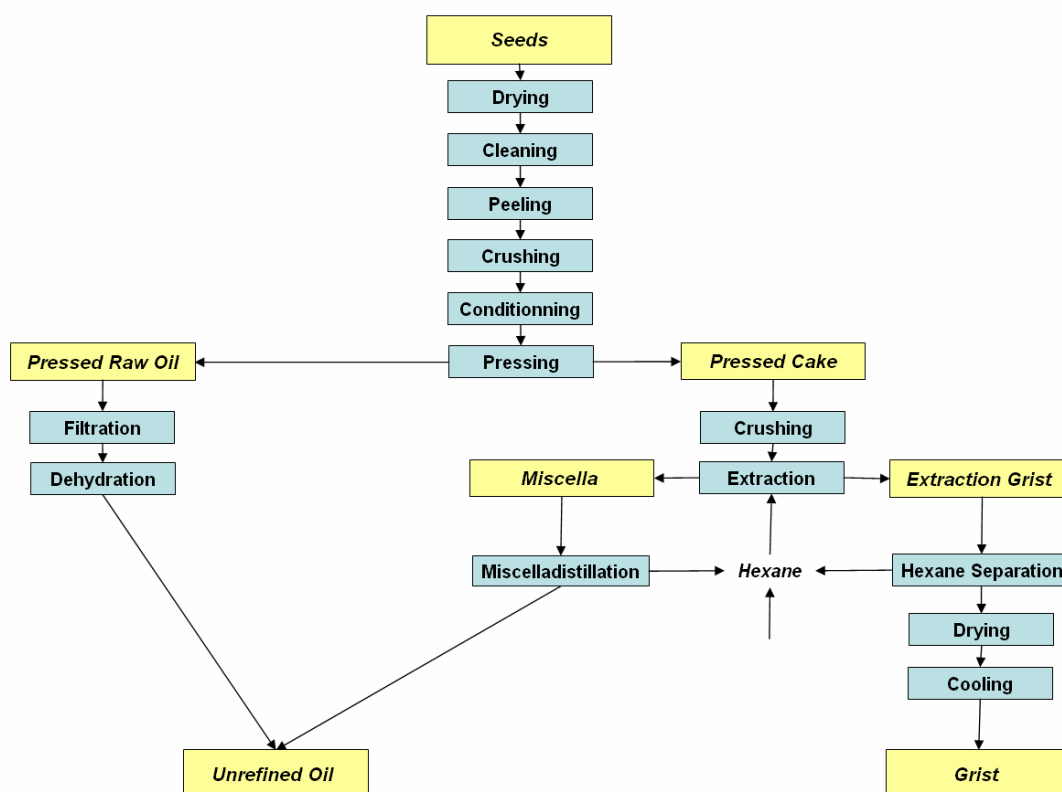 Seeds
Drying
Cleaning
Peeling
Crushing
Conditionning
Pressed Raw Oil
Pressing
Pressed Cake
Filtration
Crushing
Dehydration
Miscella
Extraction
Extraction Grist
Miscelladistillation
Hexane
Hexane Separation
Drying
Cooling
Unrefined Oil
Grist